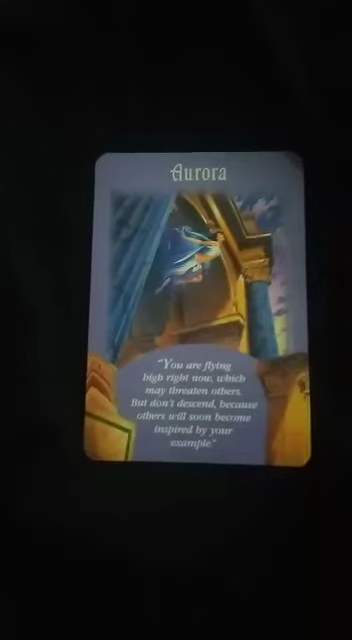 Aurora
"You are flying
high right now, which
may threaten others.
But don't descend, because
others will soon become
inspired by your
example"